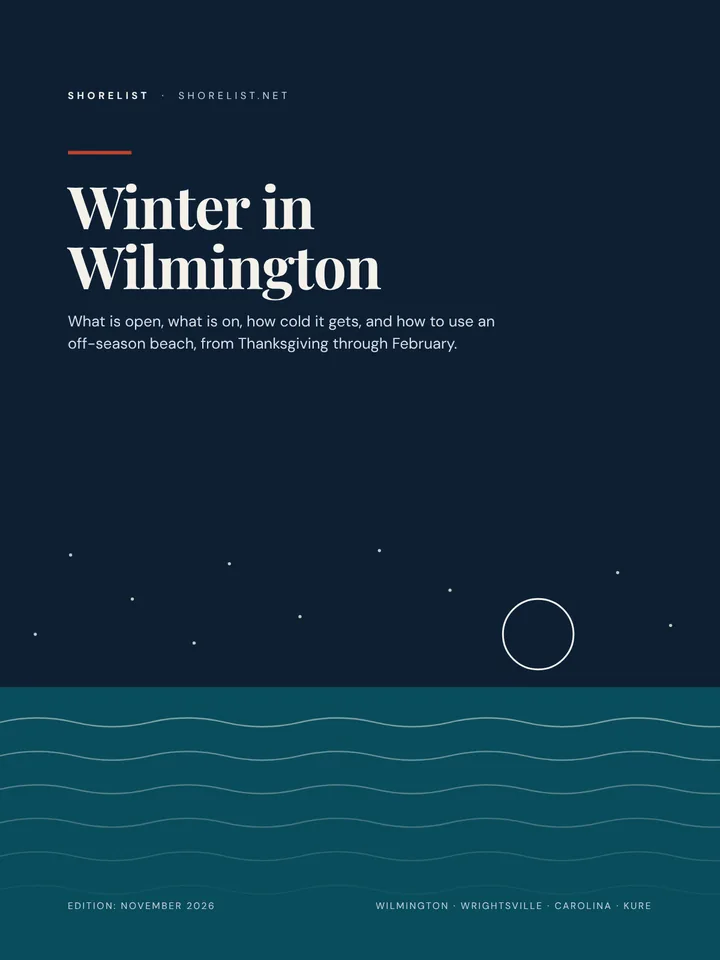 SHORELIST · SHORELIST.NET
Winter in
Wilmington
What is open, what is on, how cold it gets, and how to use an
off-season beach, from Thanksgiving through February.
EDITION: NOVEMBER 2026
WILMINGTON · WRIGHTSVILLE · CAROLINA · KURE